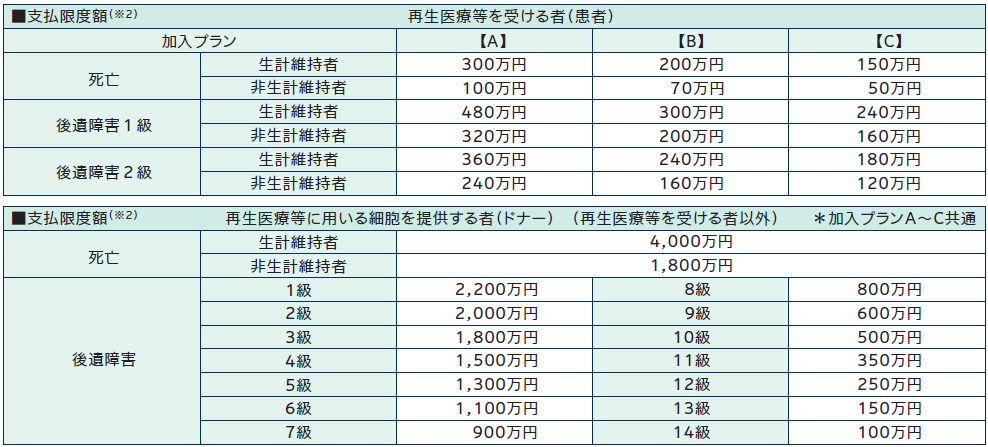 ■支払限度額(※2) 再生医療等を受ける者(患者)
加入プラン 【A】 【B】 【C】
死亡 生計維持者 300万円 200万円 150万円
非生計維持者 100万円 70万円 50万円
後遺障害1級 生計維持者 480万円 300万円 240万円
非生計維持者 320万円 200万円 160万円
後遺障害2級 生計維持者 360万円 240万円 180万円
非生計維持者 240万円 160万円 120万円
■支払限度額(※2) 再生医療等に用いる細胞を提供する者(ドナー) (再生医療等を受ける者以外) *加入プランA~C共通
死亡 生計維持者 4,000万円
非生計維持者 1,800万円
後遺障害 1級 2,200万円 8級 800万円
2級 2,000万円 9級 600万円
3級 1,800万円 10級 500万円
4級 1,500万円 11級 350万円
5級 1,300万円 12級 250万円
6級 1,100万円 13級 150万円
7級 900万円 14級 100万円